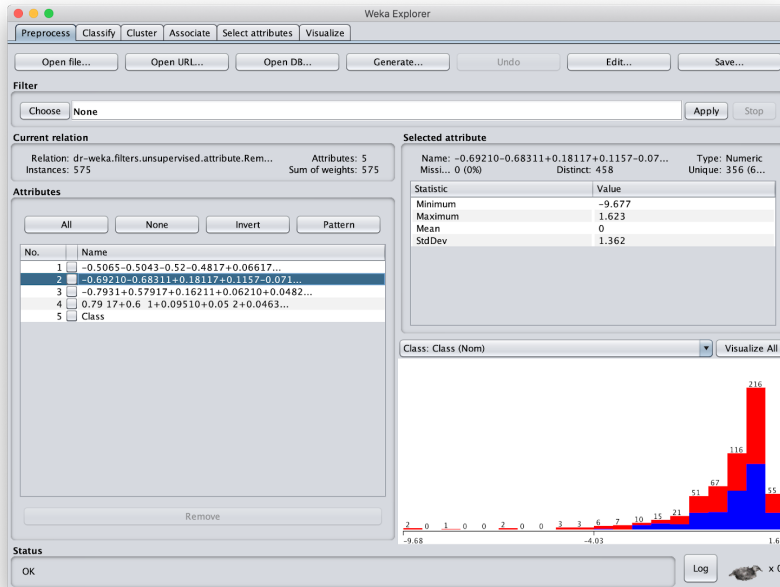 Weka Explorer
Preprocess Classify Cluster Associate Select attributes Visualize
Open file... Open URL... Open DB... Generate... Undo Edit... Save...
Filter
Choose None Apply Stop
Current relation
Relation: dr-weka.filters.unsupervised.attribute.Rem... Attributes: 5
Instances: 575 Sum of weights: 575
Attributes
All None Invert Pattern
No. Name
1 -0.5065-0.5043-0.52-0.4817+0.06617...
2 -0.69210-0.68311+0.18117+0.1157-0.071...
3 -0.7931+0.57917+0.16211+0.06210+0.0482...
4 0.79 17+0.6 1+0.09510+0.05 2+0.0463...
5 Class
Remove
Selected attribute
Name: -0.69210-0.68311+0.18117+0.1157-0.07... Type: Numeric
Missi... 0 (0%) Distinct: 458 Unique: 356 (6...
Statistic Value
Minimum -9.677
Maximum 1.623
Mean 0
StdDev 1.362
Class: Class (Nom) Visualize All
216
116
67
51 55
2 0 1 0 0 2 0 0 3 3 6 7 10 15 21
-9.68 -4.03 1.6
Status
OK Log x 0